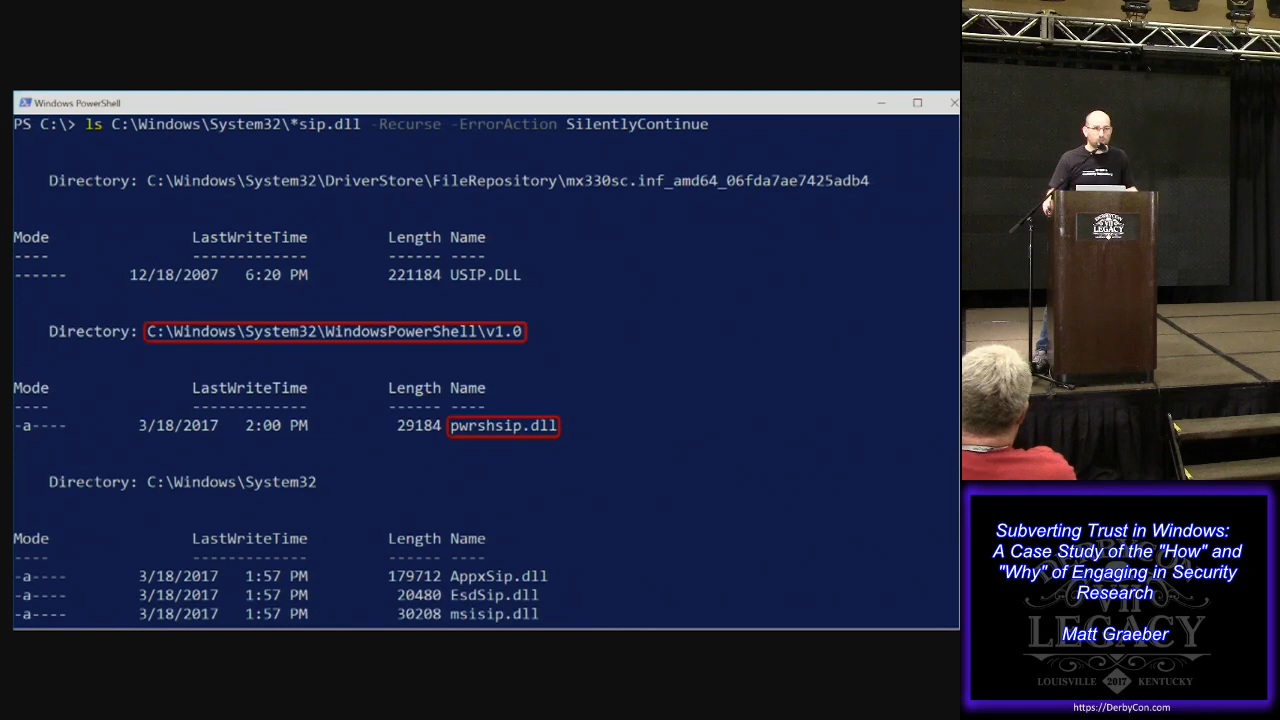 Windows PowerShell
PS C:\> ls C:\Windows\System32\*sip.dll -Recurse -ErrorAction SilentlyContinue
Directory: C:\Windows\System32\DriverStore\FileRepository\mx330sc.inf_amd64_06fda7ae7425adb4
Mode LastWriteTime Length Name
---- ------------- ------ ----
------ 12/18/2007 6:20 PM 221184 USIP.DLL
Directory: C:\Windows\System32\WindowsPowerShell\v1.0
Mode LastWriteTime Length Name
---- ------------- ------ ----
-a---- 3/18/2017 2:00 PM 29184 pwrshsip.dll
Directory: C:\Windows\System32
Mode LastWriteTime Length Name
---- ------------- ------ ----
-a---- 3/18/2017 1:57 PM 179712 AppxSip.dll
-a---- 3/18/2017 1:57 PM 20480 EsdSip.dll
-a---- 3/18/2017 1:57 PM 30208 msisip.dll
DERBYCON
VII
LEGACY
Subverting Trust in Windows:
A Case Study of the "How" and
"Why" of Engaging in Security
Research
Matt Graeber
DERBYCON
VII
LEGACY
LOUISVILLE 2017 KENTUCKY
https://DerbyCon.com